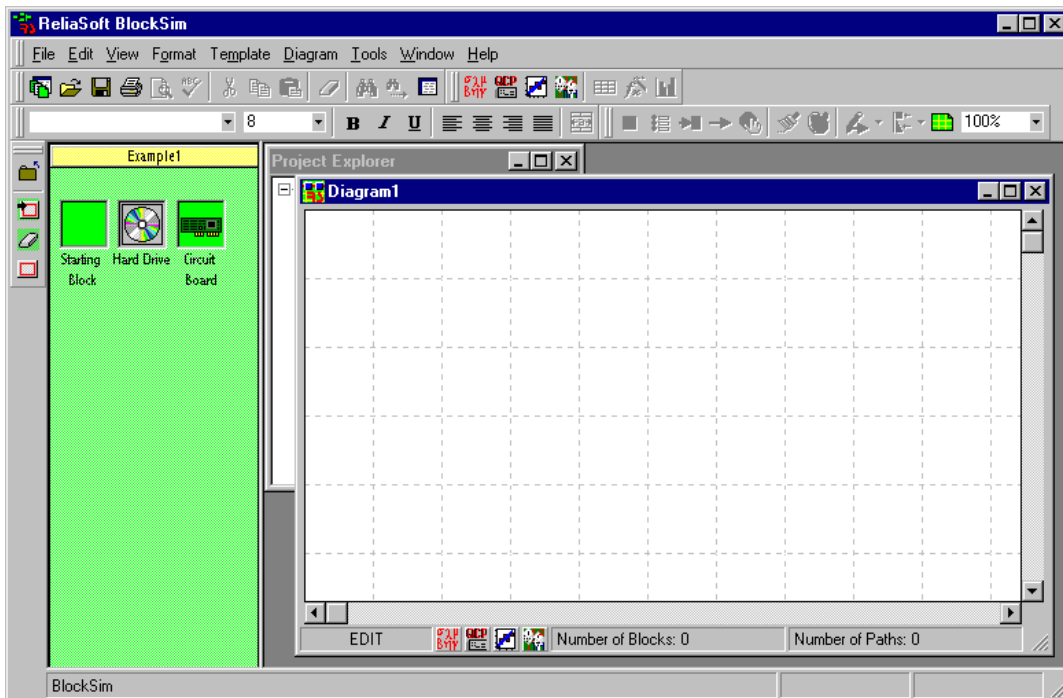 ReliaSoft BlockSim
File Edit View Format Template Diagram Tools Window Help
8 B I U 100%
Example1
Project Explorer
Diagram1
Starting Block
Hard Drive
Circuit Board
EDIT QCP Number of Blocks: 0 Number of Paths: 0
BlockSim